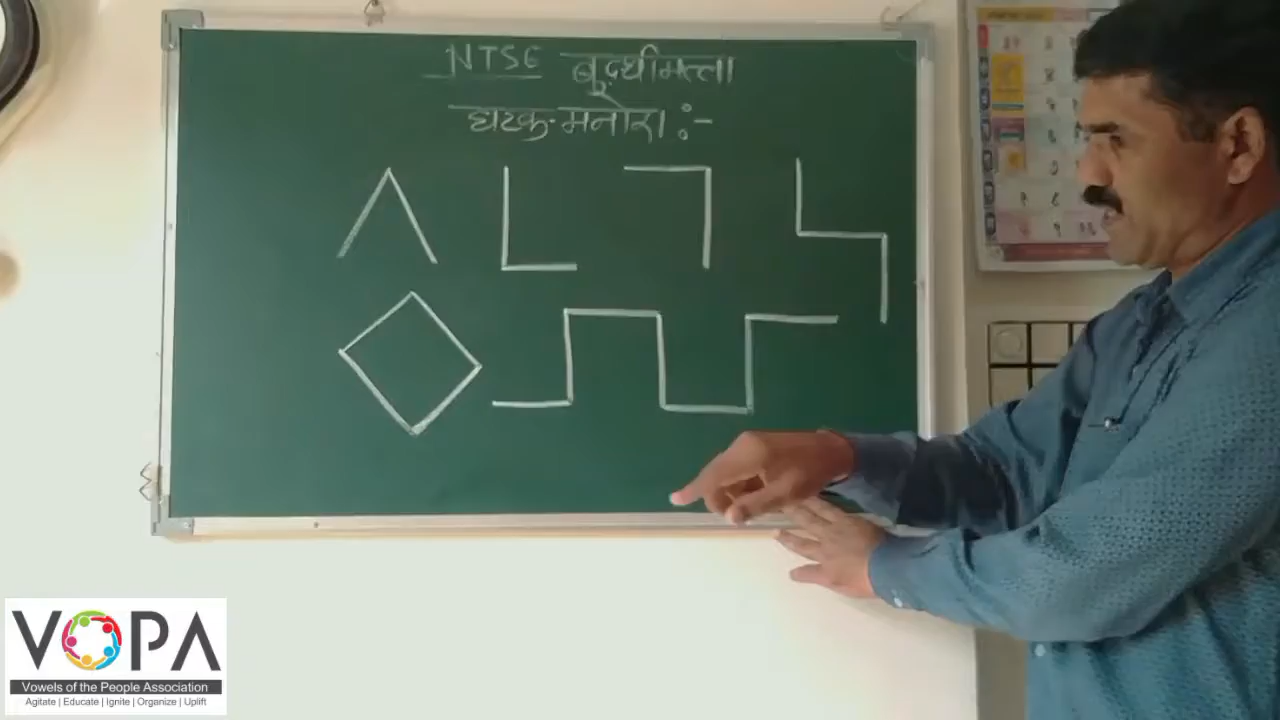 NTSE बुद्धीमत्ता
घटक-मनोरा :-
VOPA
Vowels of the People Association
Agitate | Educate | Ignite | Organize | Uplift